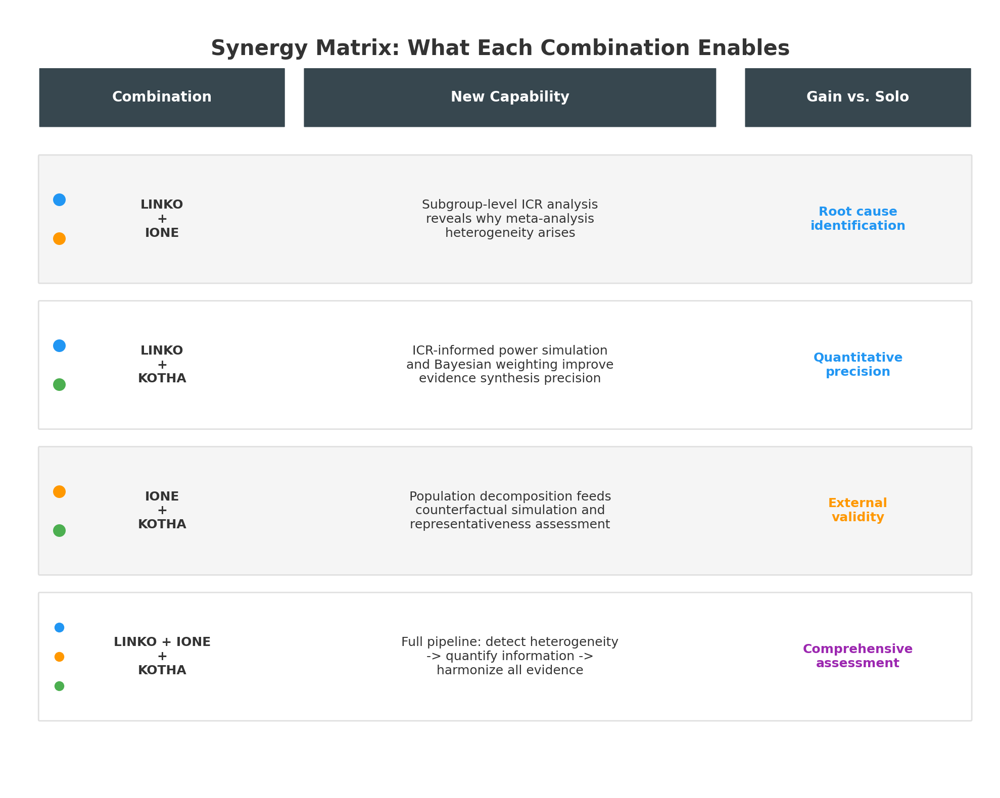 Synergy Matrix: What Each Combination Enables
Combination
New Capability
Gain vs. Solo
LINKO
+
IONE
Subgroup-level ICR analysis
reveals why meta-analysis
heterogeneity arises
Root cause
identification
LINKO
+
KOTHA
ICR-informed power simulation
and Bayesian weighting improve
evidence synthesis precision
Quantitative
precision
IONE
+
KOTHA
Population decomposition feeds
counterfactual simulation and
representativeness assessment
External
validity
LINKO + IONE
+
KOTHA
Full pipeline: detect heterogeneity
-> quantify information ->
harmonize all evidence
Comprehensive
assessment